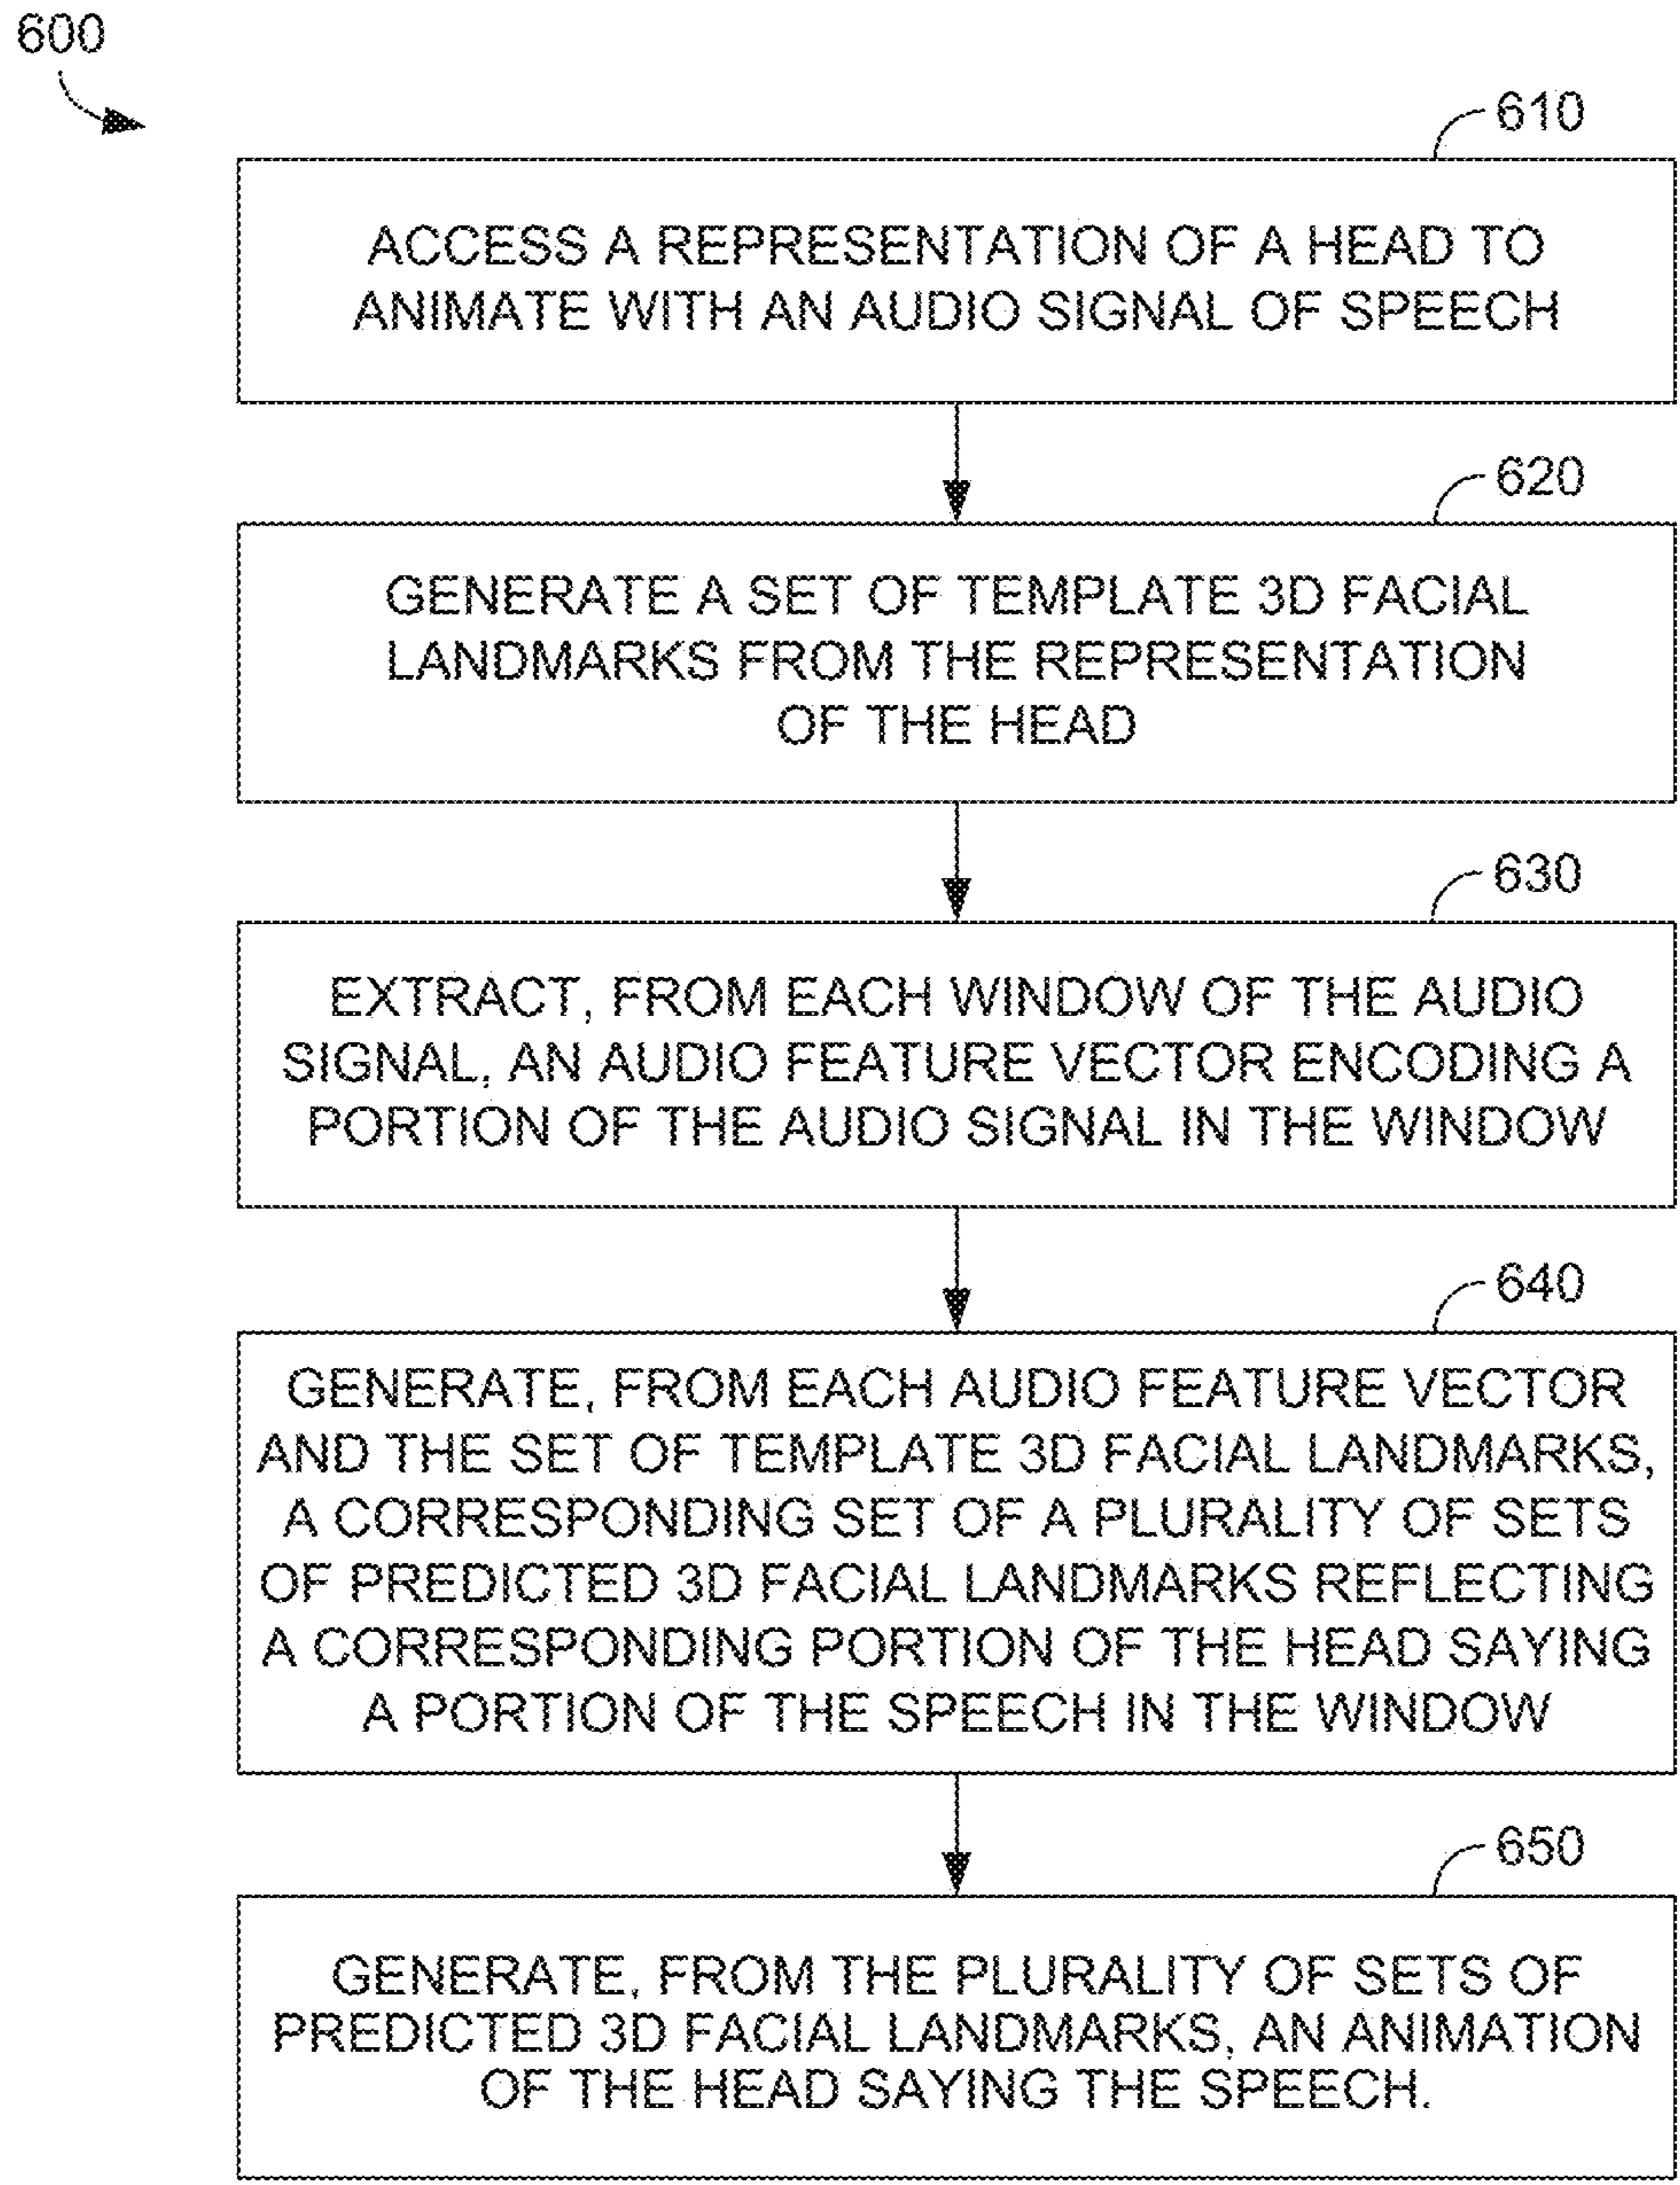 600
610
ACCESS A REPRESENTATION OF A HEAD TO
ANIMATE WITH AN AUDIO SIGNAL OF SPEECH
620
GENERATE A SET OF TEMPLATE 3D FACIAL
LANDMARKS FROM THE REPRESENTATION
OF THE HEAD
630
EXTRACT, FROM EACH WINDOW OF THE AUDIO
SIGNAL, AN AUDIO FEATURE VECTOR ENCODING A
PORTION OF THE AUDIO SIGNAL IN THE WINDOW
640
GENERATE, FROM EACH AUDIO FEATURE VECTOR
AND THE SET OF TEMPLATE 3D FACIAL LANDMARKS,
A CORRESPONDING SET OF A PLURALITY OF SETS
OF PREDICTED 3D FACIAL LANDMARKS REFLECTING
A CORRESPONDING PORTION OF THE HEAD SAYING
A PORTION OF THE SPEECH IN THE WINDOW
650
GENERATE, FROM THE PLURALITY OF SETS OF
PREDICTED 3D FACIAL LANDMARKS, AN ANIMATION
OF THE HEAD SAYING THE SPEECH.